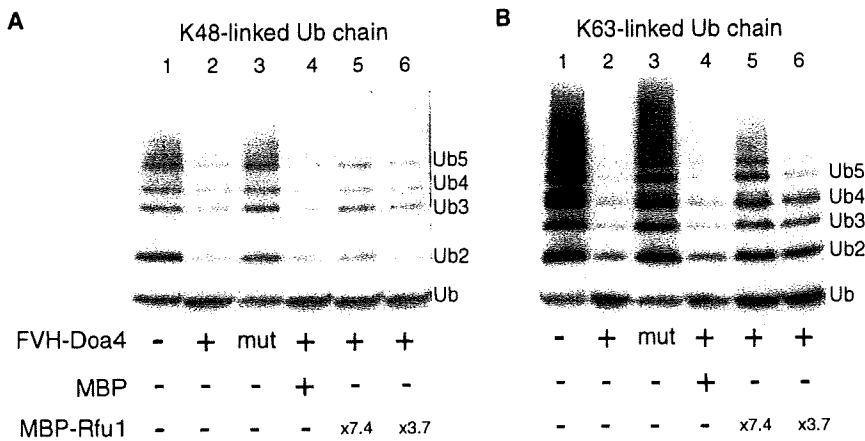 A
K48-linked Ub chain
1 2 3 4 5 6
Ub5
Ub4
Ub3
Ub2
Ub
FVH-Doa4 - + mut + + +
MBP - - - + - -
MBP-Rfu1 - - - - x7.4 x3.7
B
K63-linked Ub chain
1 2 3 4 5 6
Ub5
Ub4
Ub3
Ub2
Ub
- + mut + + +
- - - + - -
- - - - x7.4 x3.7